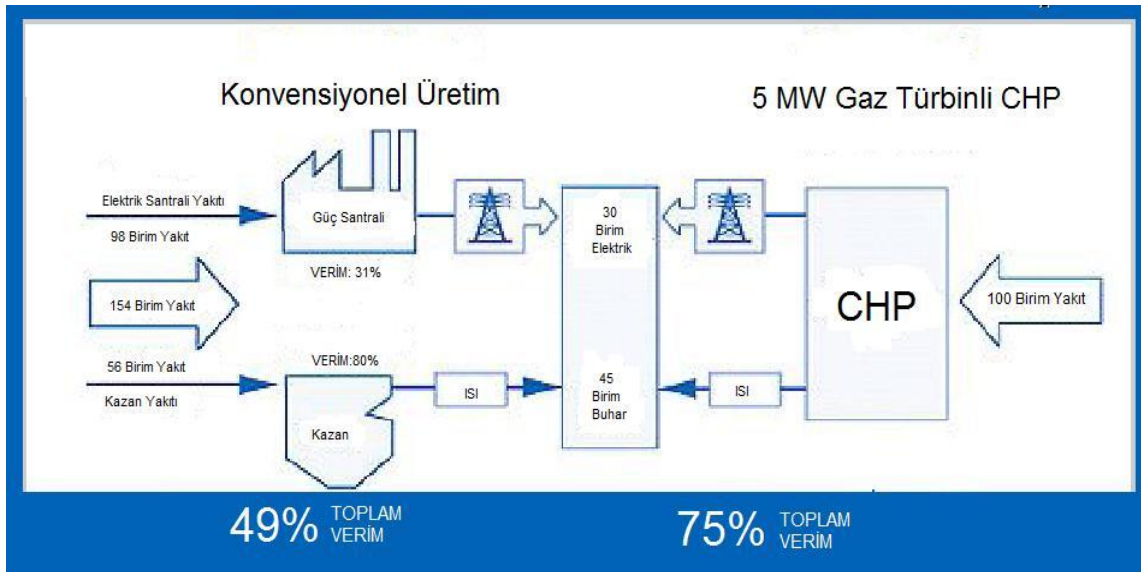 Konvensiyonel Üretim
5 MW Gaz Türbinli CHP
Elektrik Santrali Yakıtı
98 Birim Yakıt
Güç Santrali
VERİM: 31%
154 Birim Yakıt
VERİM:80%
56 Birim Yakıt
Kazan Yakıtı
Kazan
ISI
30
Birim
Elektrik
45
Birim
Buhar
ISI
CHP
100 Birim Yakıt
49% TOPLAM
VERİM
75% TOPLAM
VERİM